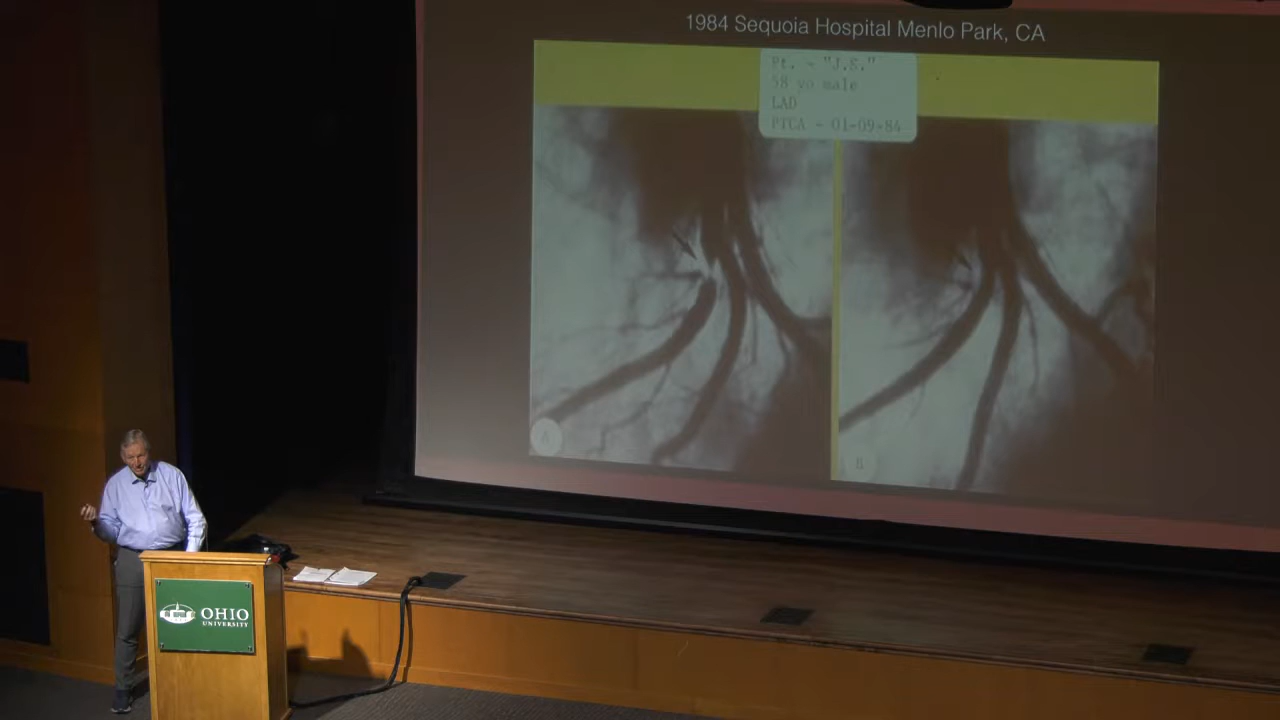 1984 Sequoia Hospital Menlo Park, CA
Pt. - "J.S."
58 yo male
LAD
PTCA - 01-09-84
A
B
OHIO
UNIVERSITY